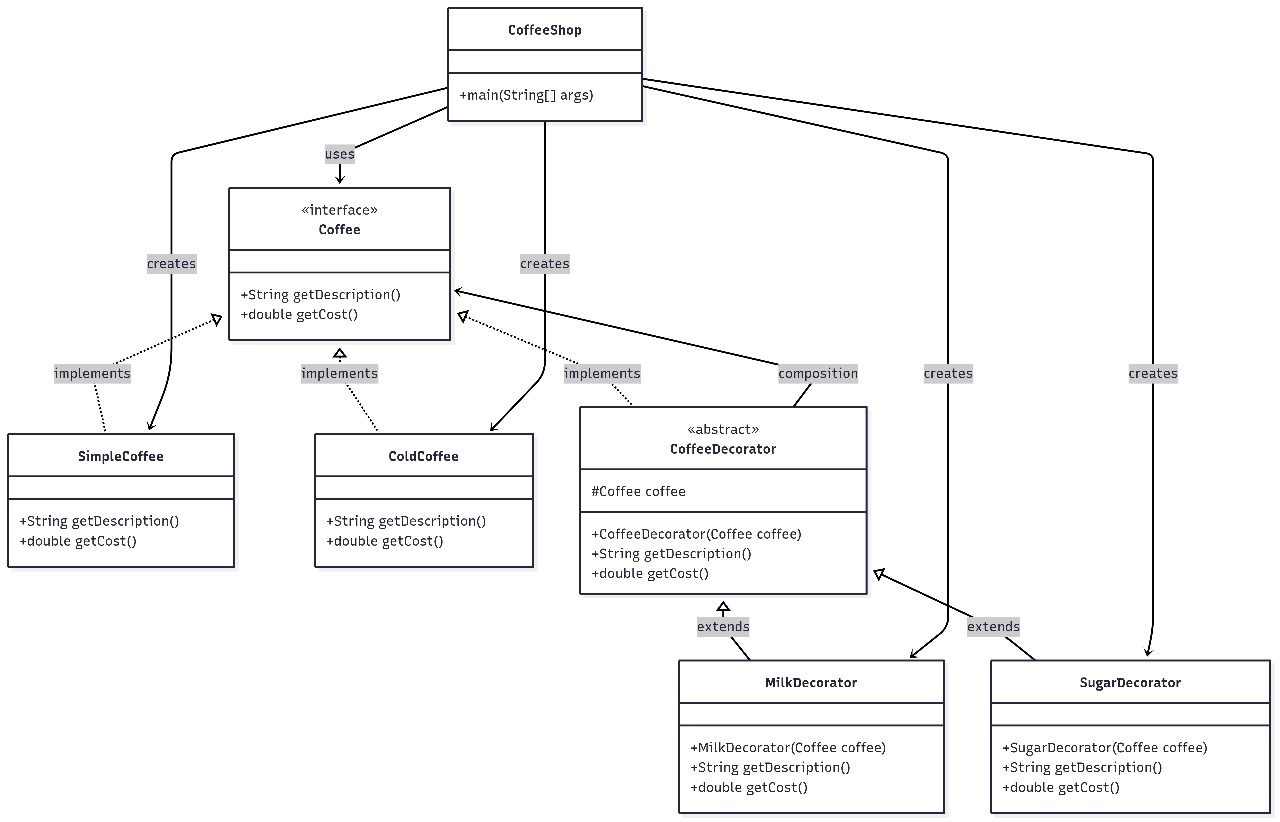 CoffeeShop
+main(String[] args)
uses
«interface»
Coffee
+String getDescription()
+double getCost()
creates
creates
implements
implements
implements
composition
creates
creates
SimpleCoffee
+String getDescription()
+double getCost()
ColdCoffee
+String getDescription()
+double getCost()
«abstract»
CoffeeDecorator
#Coffee coffee
+CoffeeDecorator(Coffee coffee)
+String getDescription()
+double getCost()
extends
extends
MilkDecorator
+MilkDecorator(Coffee coffee)
+String getDescription()
+double getCost()
SugarDecorator
+SugarDecorator(Coffee coffee)
+String getDescription()
+double getCost()